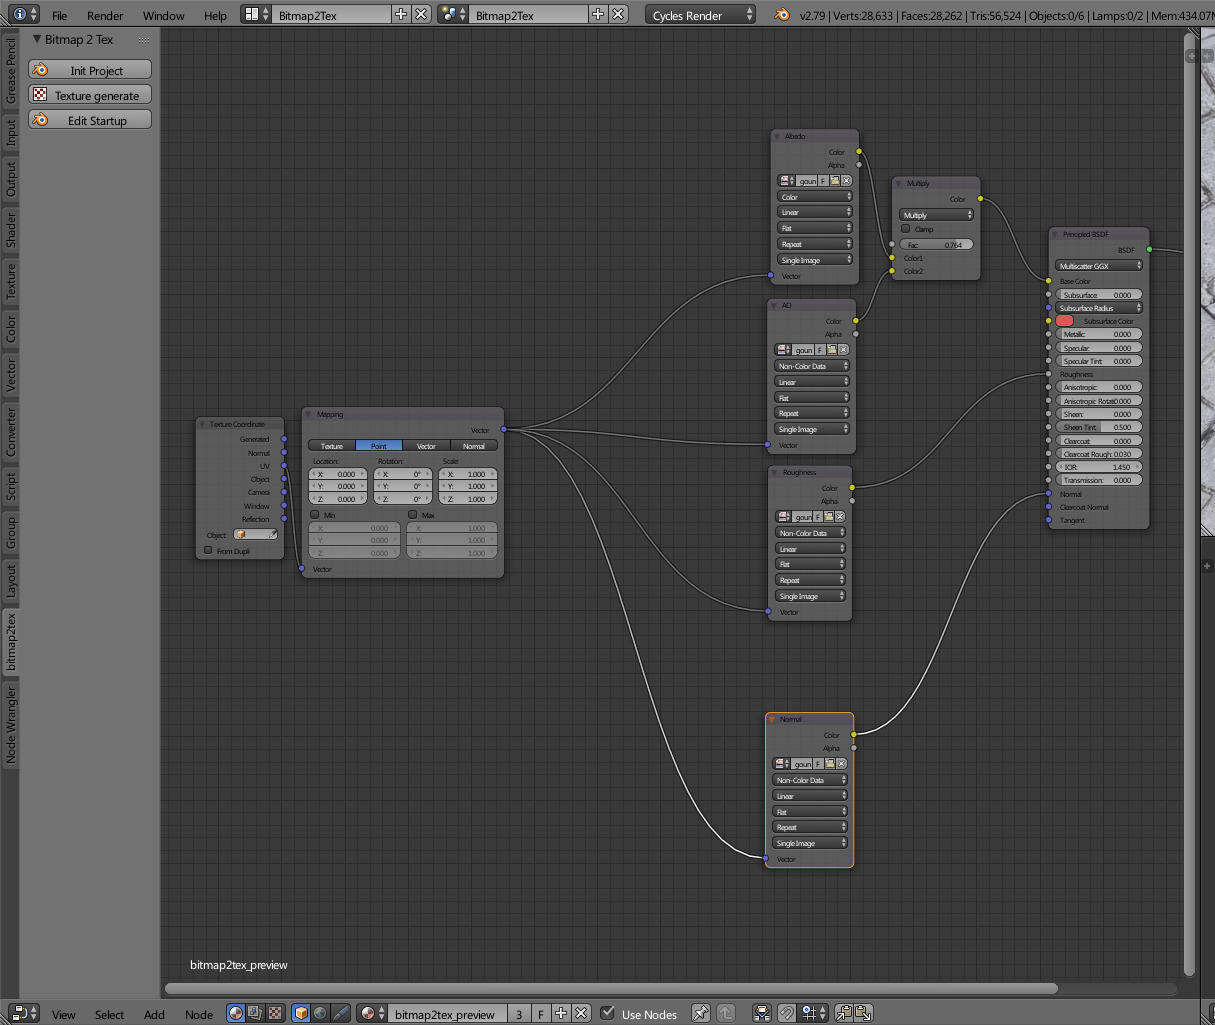 File Render Window Help Bitmap2Tex Bitmap2Tex Cycles Render v2.79 | Verts:28,633 | Faces:28,262 | Tris:56,524 | Objects:0/6 | Lamps:0/2 | Mem:434.07
Bitmap 2 Tex
Init Project
Texture generate
Edit Startup
Grease Pencil
Input
Output
Shader
Texture
Color
Vector
Converter
Script
Group
Layout
bitmap2tex
Node Wrangler
Texture Coordinate
Generated
Normal
UV
Object
Camera
Window
Reflection
Object:
From Dupli
Mapping
Vector
Texture Point Vector Normal
Location: Rotation: Scale:
X: 0.000 X: 0° X: 1.000
Y: 0.000 Y: 0° Y: 1.000
Z: 0.000 Z: 0° Z: 1.000
Min Max
X: 0.000 X: 1.000
Y: 0.000 Y: 1.000
Z: 0.000 Z: 1.000
Vector
Albedo
Color
Alpha
goun F
Color
Linear
Flat
Repeat
Single Image
Vector
AO
Color
Alpha
goun F
Non-Color Data
Linear
Flat
Repeat
Single Image
Vector
Roughness
Color
Alpha
goun F
Non-Color Data
Linear
Flat
Repeat
Single Image
Vector
Normal
Color
Alpha
goun F
Non-Color Data
Linear
Flat
Repeat
Single Image
Vector
Multiply
Color
Multiply
Clamp
Fac: 0.764
Color1
Color2
Principled BSDF
BSDF
Multiscatter GGX
Base Color
Subsurface: 0.000
Subsurface Radius
Subsurface Color
Metallic: 0.000
Specular: 0.000
Specular Tint: 0.000
Roughness
Anisotropic: 0.000
Anisotropic Rotati:0.000
Sheen: 0.000
Sheen Tint: 0.500
Clearcoat: 0.000
Clearcoat Rough: 0.030
IOR: 1.450
Transmission: 0.000
Normal
Clearcoat Normal
Tangent
bitmap2tex_preview
View Select Add Node bitmap2tex_preview 3 F Use Nodes